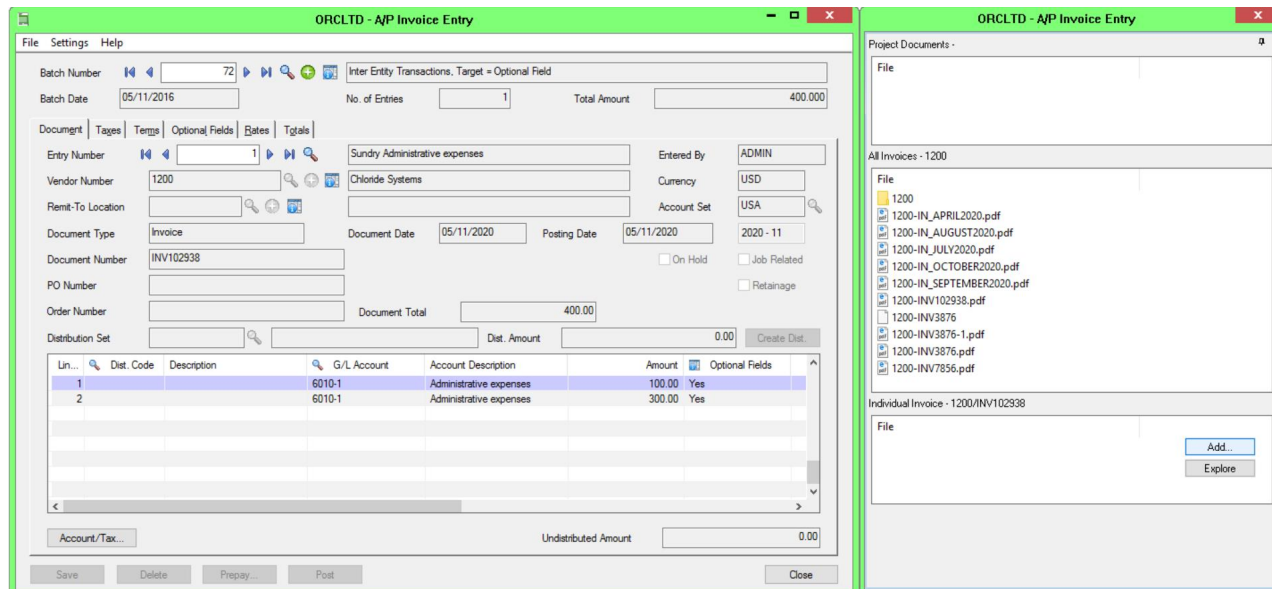 ORCLTD - A/P Invoice Entry
File Settings Help
Batch Number 72 Inter Entity Transactions, Target = Optional Field
Batch Date 05/11/2016 No. of Entries 1 Total Amount 400.000
Document Taxes Terms Optional Fields Rates Totals
Entry Number 1 Sundry Administrative expenses Entered By ADMIN
Vendor Number 1200 Chloride Systems Currency USD
Remit-To Location Account Set USA
Document Type Invoice Document Date 05/11/2020 Posting Date 05/11/2020 2020 - 11
Document Number INV102938 On Hold Job Related
PO Number Retainage
Order Number Document Total 400.00
Distribution Set Dist. Amount 0.00 Create Dist.
Lin... Dist. Code Description G/L Account Account Description Amount Optional Fields
1 6010-1 Administrative expenses 100.00 Yes
2 6010-1 Administrative expenses 300.00 Yes
Account/Tax... Undistributed Amount 0.00
Save Delete Prepay... Post Close
ORCLTD - A/P Invoice Entry
Project Documents -
File
All Invoices - 1200
File
1200
1200-IN_APRIL2020.pdf
1200-IN_AUGUST2020.pdf
1200-IN_JULY2020.pdf
1200-IN_OCTOBER2020.pdf
1200-IN_SEPTEMBER2020.pdf
1200-INV102938.pdf
1200-INV3876
1200-INV3876-1.pdf
1200-INV3876.pdf
1200-INV7856.pdf
Individual Invoice - 1200/INV102938
File
Add...
Explore